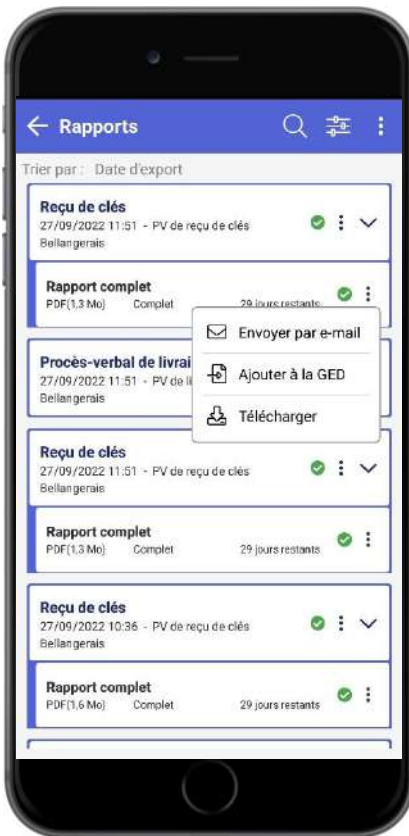 Rapports
Trier par : Date d'export
Reçu de clés
27/09/2022 11:51 - PV de reçu de clés
Bellangerais
Rapport complet
PDF(1,3 Mo) Complet 29 jours restants
Envoyer par e-mail
Ajouter à la GED
Télécharger
Procès-verbal de livrai
27/09/2022 11:51 - PV de li
Bellangerais
Reçu de clés
27/09/2022 11:51 - PV de reçu de clés
Bellangerais
Rapport complet
PDF(1,3 Mo) Complet 29 jours restants
Reçu de clés
27/09/2022 10:36 - PV de reçu de clés
Bellangerais
Rapport complet
PDF(1,6 Mo) Complet 29 jours restants